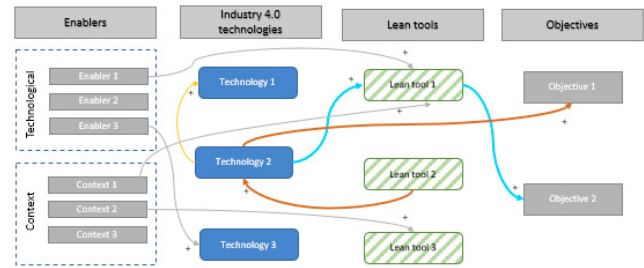 Enablers
Industry 4.0
technologies
Lean tools
Objectives
Technological
Enabler 1
Enabler 2
Enabler 3
Context
Context 1
Context 2
Context 3
Technology 1
Technology 2
Technology 3
Lean tool 1
Lean tool 2
Lean tool 3
Objective 1
Objective 2
+
+
+
+
+
+
+
+
+